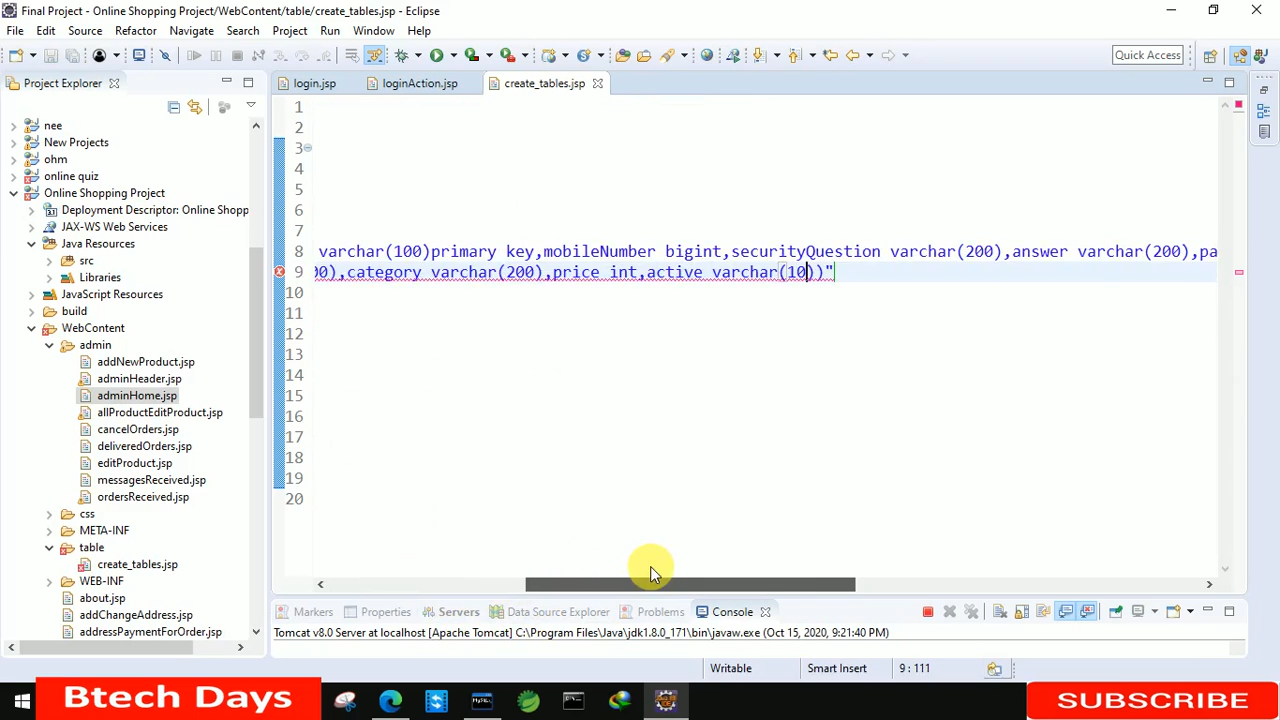 Final Project - Online Shopping Project/WebContent/table/create_tables.jsp - Eclipse
File Edit Source Refactor Navigate Search Project Run Window Help
Quick Access
Project Explorer
login.jsp loginAction.jsp create_tables.jsp
nee
New Projects
ohm
online quiz
Online Shopping Project
Deployment Descriptor: Online Shopp
JAX-WS Web Services
Java Resources
src
Libraries
JavaScript Resources
build
WebContent
admin
addNewProduct.jsp
adminHeader.jsp
adminHome.jsp
allProductEditProduct.jsp
cancelOrders.jsp
deliveredOrders.jsp
editProduct.jsp
messagesReceived.jsp
ordersReceived.jsp
css
META-INF
table
create_tables.jsp
WEB-INF
about.jsp
addChangeAddress.jsp
addressPaymentForOrder.jsp
1
2
3
4
5
6
7
8 varchar(100)primary key,mobileNumber bigint,securityQuestion varchar(200),answer varchar(200),pa
9 00),category varchar(200),price int,active varchar(10))"
10
11
12
13
14
15
16
17
18
19
20
Markers Properties Servers Data Source Explorer Problems Console
Tomcat v8.0 Server at localhost [Apache Tomcat] C:\Program Files\Java\jdk1.8.0_171\bin\javaw.exe (Oct 15, 2020, 9:21:40 PM)
Writable Smart Insert 9 : 111
Btech Days
SUBSCRIBE